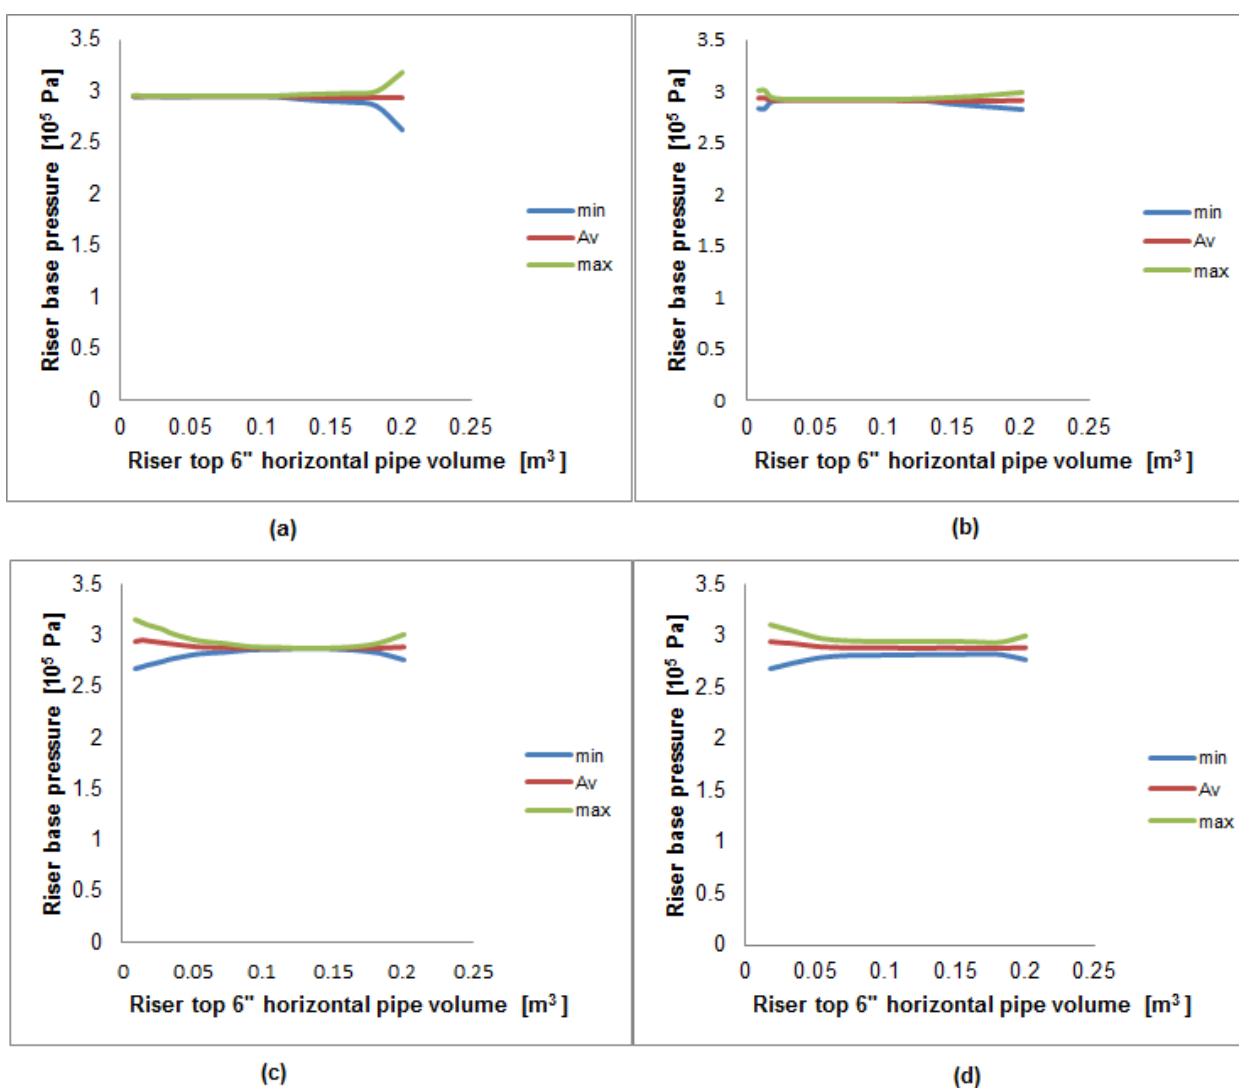 3.5
3
2.5
2
1.5
1
0.5
0
Riser base pressure [10⁵ Pa]
0 0.05 0.1 0.15 0.2 0.25
Riser top 6" horizontal pipe volume [m³]
min
Av
max
(a)
3.5
3
2.5
2
1.5
1
0.5
0
Riser base pressure [10⁵ Pa]
0 0.05 0.1 0.15 0.2 0.25
Riser top 6" horizontal pipe volume [m³]
min
Av
max
(b)
3.5
3
2.5
2
1.5
1
0.5
0
Riser base pressure [10⁵ Pa]
0 0.05 0.1 0.15 0.2 0.25
Riser top 6" horizontal pipe volume [m³]
min
Av
max
(c)
3.5
3
2.5
2
1.5
1
0.5
0
Riser base pressure [10⁵ Pa]
0 0.05 0.1 0.15 0.2 0.25
Riser top 6" horizontal pipe volume [m³]
min
Av
max
(d)